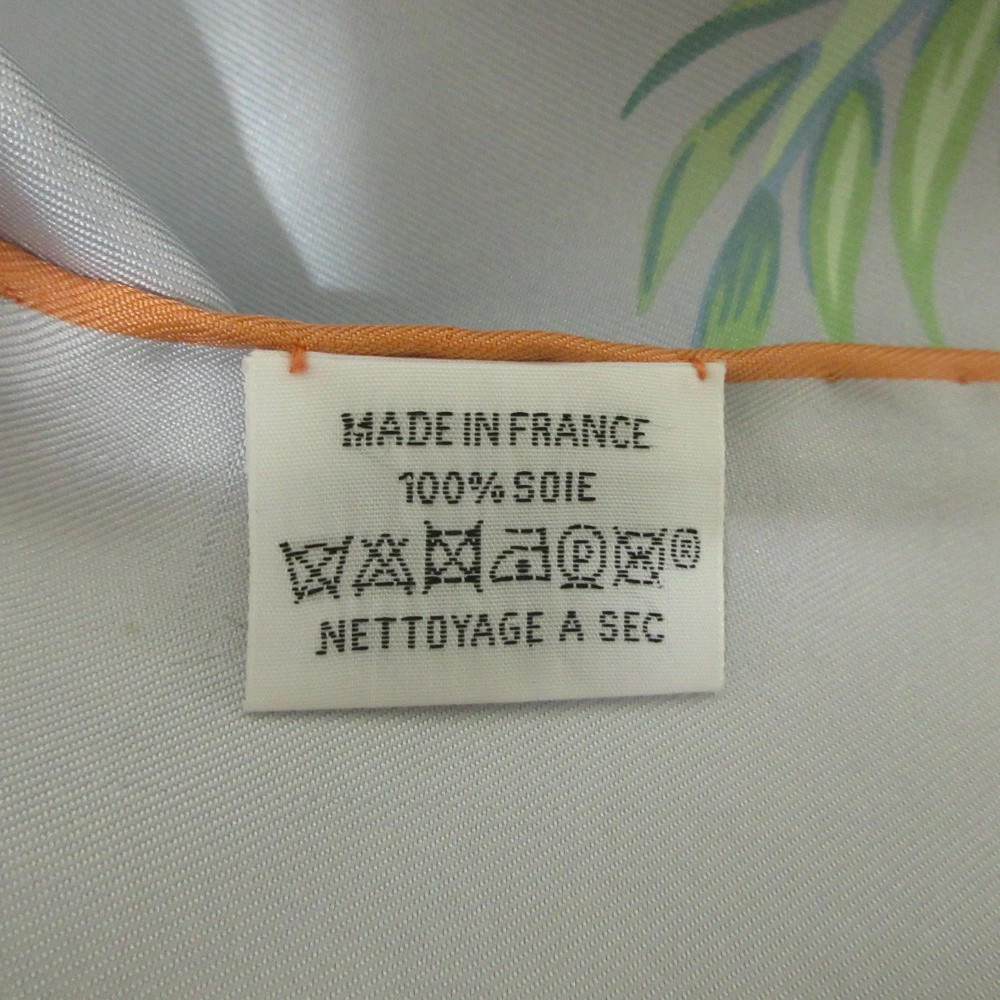 MADE IN FRANCE
100% SOIE
P ®
NETTOYAGE A SEC